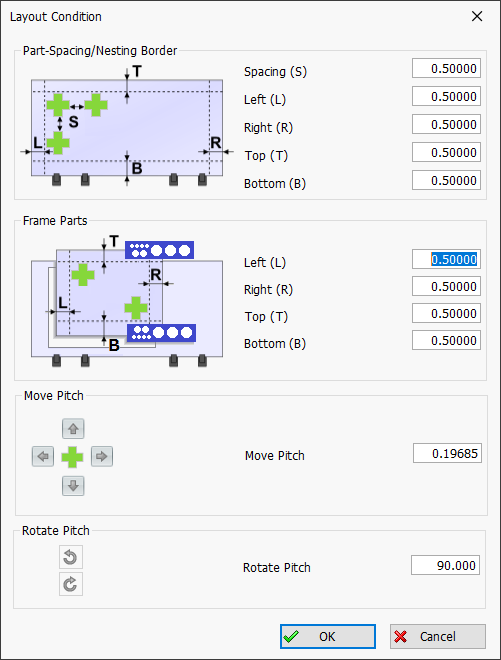 Layout Condition
Part-Spacing/Nesting Border
T
S
L
R
B
Spacing (S) 0.50000
Left (L) 0.50000
Right (R) 0.50000
Top (T) 0.50000
Bottom (B) 0.50000
Frame Parts
T
R
L
B
Left (L) 0.50000
Right (R) 0.50000
Top (T) 0.50000
Bottom (B) 0.50000
Move Pitch
Move Pitch 0.19685
Rotate Pitch
Rotate Pitch 90.000
OK Cancel